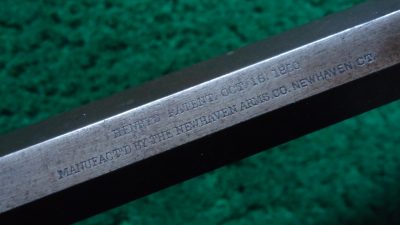 HENRY'S PATENT. OCT. 16, 1860
MANUFACT'D BY THE NEWHAVEN ARMS CO. NEWHAVEN. CT.